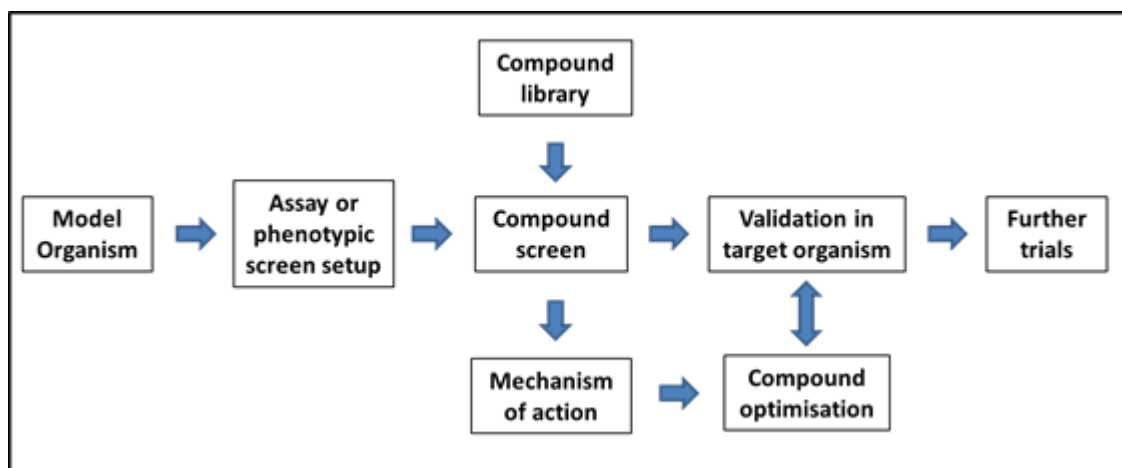 Compound
library
Model
Organism
Assay or
phenotypic
screen setup
Compound
screen
Validation in
target organism
Further
trials
Mechanism
of action
Compound
optimisation